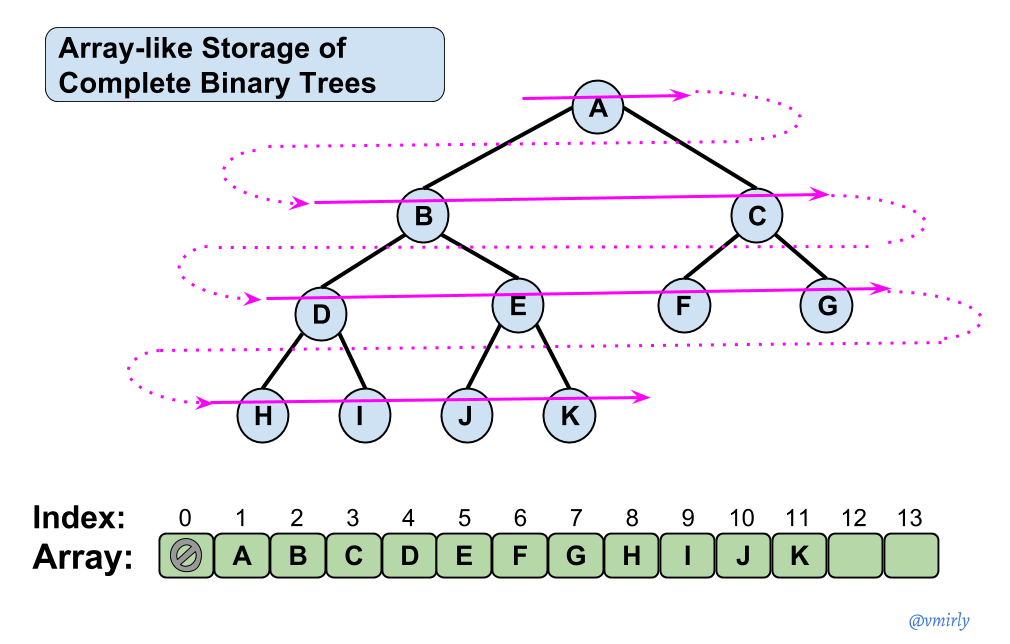 Array-like Storage of
Complete Binary Trees
A
B C
D E F G
H I J K
Index: 0 1 2 3 4 5 6 7 8 9 10 11 12 13
Array: A B C D E F G H I J K
@vmirly